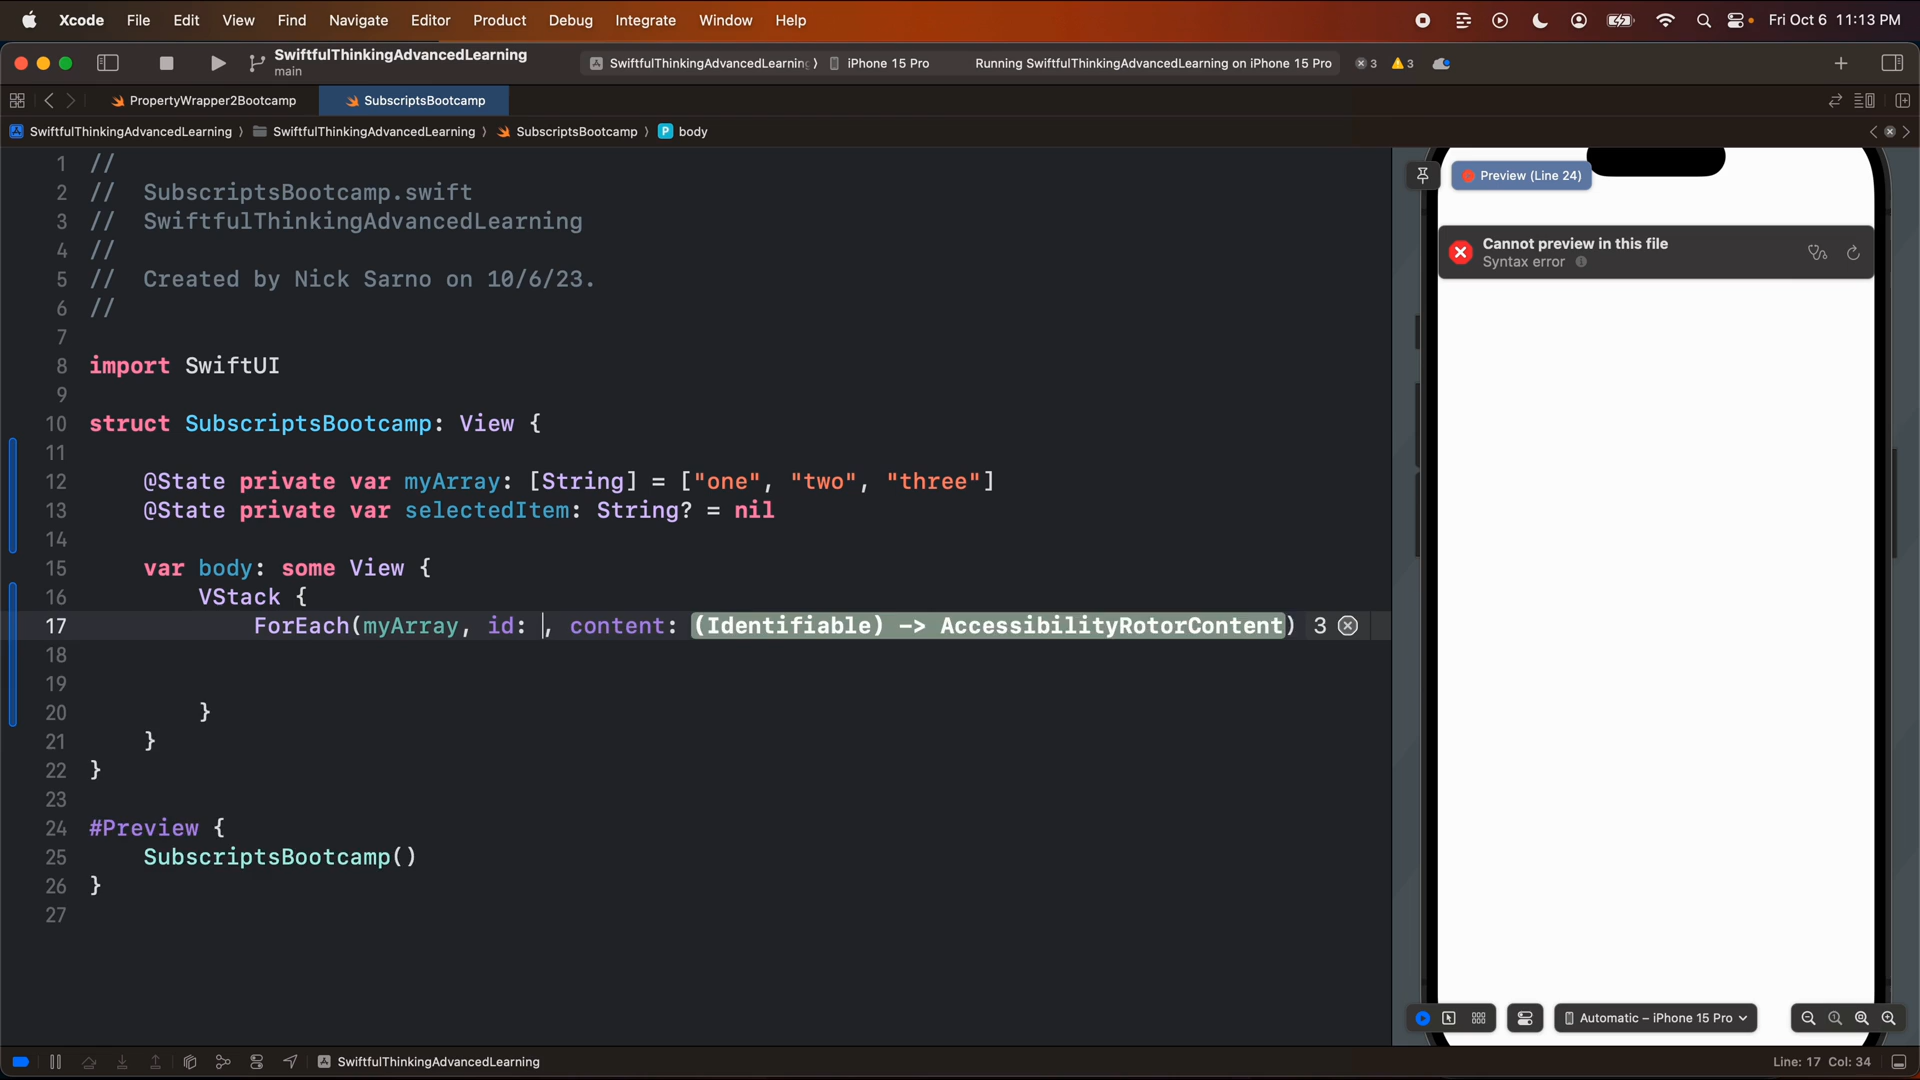 Xcode File Edit View Find Navigate Editor Product Debug Integrate Window Help Fri Oct 6 11:13 PM
SwiftfulThinkingAdvancedLearning
main
SwiftfulThinkingAdvancedLearning 〉 iPhone 15 Pro Running SwiftfulThinkingAdvancedLearning on iPhone 15 Pro 3 3
PropertyWrapper2Bootcamp SubscriptsBootcamp
SwiftfulThinkingAdvancedLearning 〉 SwiftfulThinkingAdvancedLearning 〉 SubscriptsBootcamp 〉 P body
1 //
2 // SubscriptsBootcamp.swift
3 // SwiftfulThinkingAdvancedLearning
4 //
5 // Created by Nick Sarno on 10/6/23.
6 //
7
8 import SwiftUI
9
10 struct SubscriptsBootcamp: View {
11
12 @State private var myArray: [String] = ["one", "two", "three"]
13 @State private var selectedItem: String? = nil
14
15 var body: some View {
16 VStack {
17 ForEach(myArray, id: , content: (Identifiable) -> AccessibilityRotorContent) 3
18
19
20 }
21 }
22 }
23
24 #Preview {
25 SubscriptsBootcamp()
26 }
27
Preview (Line 24)
Cannot preview in this file
Syntax error
Automatic – iPhone 15 Pro
SwiftfulThinkingAdvancedLearning
Line: 17 Col: 34